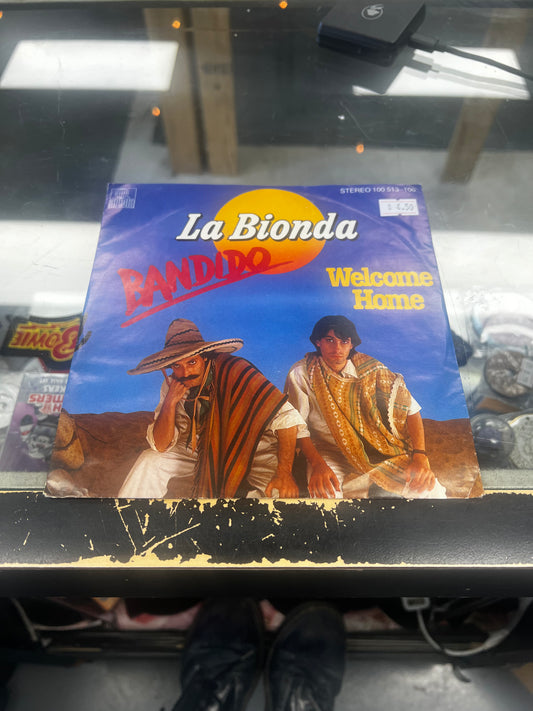 STEREO 100 513-100
La Bionda
BANDIDO
Welcome
Home
BOWIE